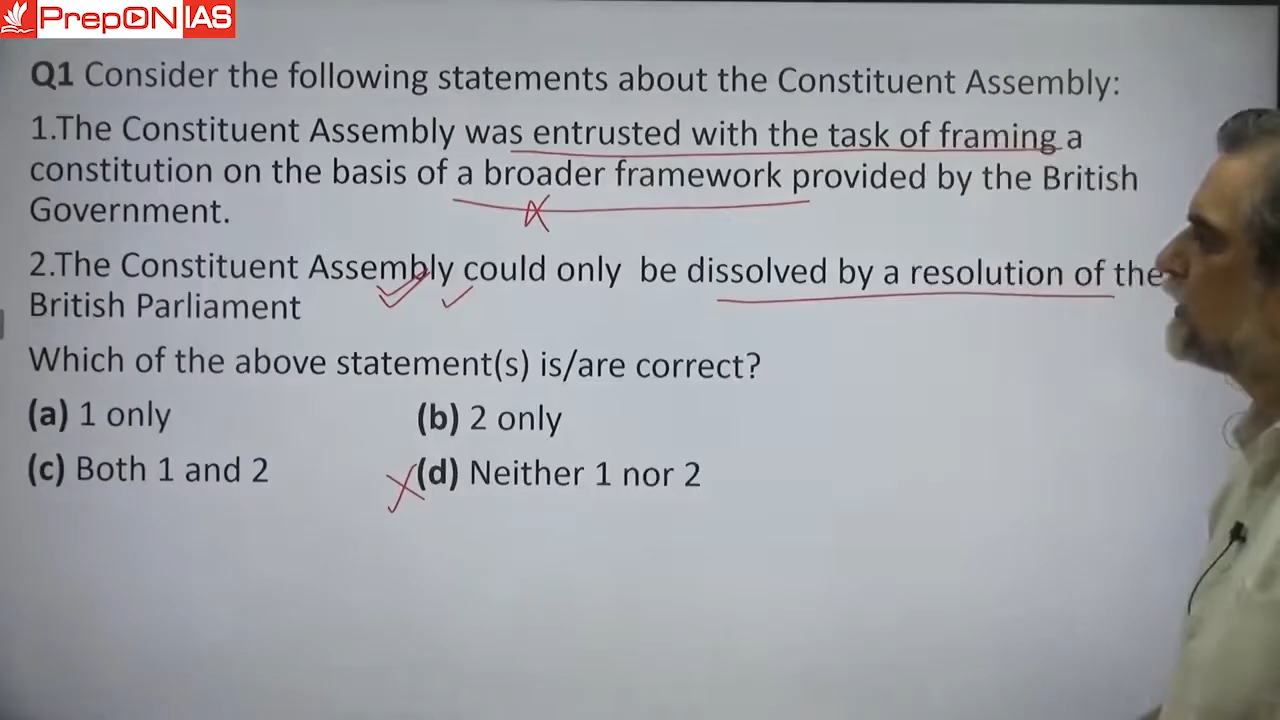 PrepON IAS
Q1 Consider the following statements about the Constituent Assembly:
1.The Constituent Assembly was entrusted with the task of framing a
constitution on the basis of a broader framework provided by the British
Government.
2.The Constituent Assembly could only be dissolved by a resolution of the
British Parliament
Which of the above statement(s) is/are correct?
(a) 1 only (b) 2 only
(c) Both 1 and 2 (d) Neither 1 nor 2